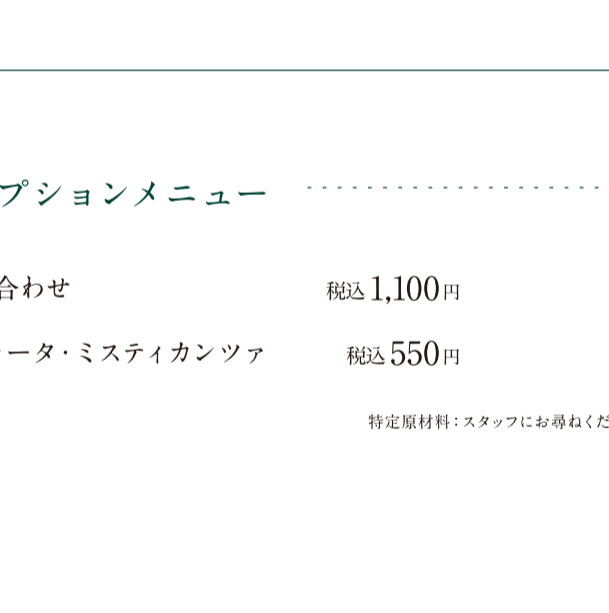 プションメニュー
合わせ 税込1,100円
ータ・ミスティカンツァ 税込550円
特定原材料：スタッフにお尋ねくだ